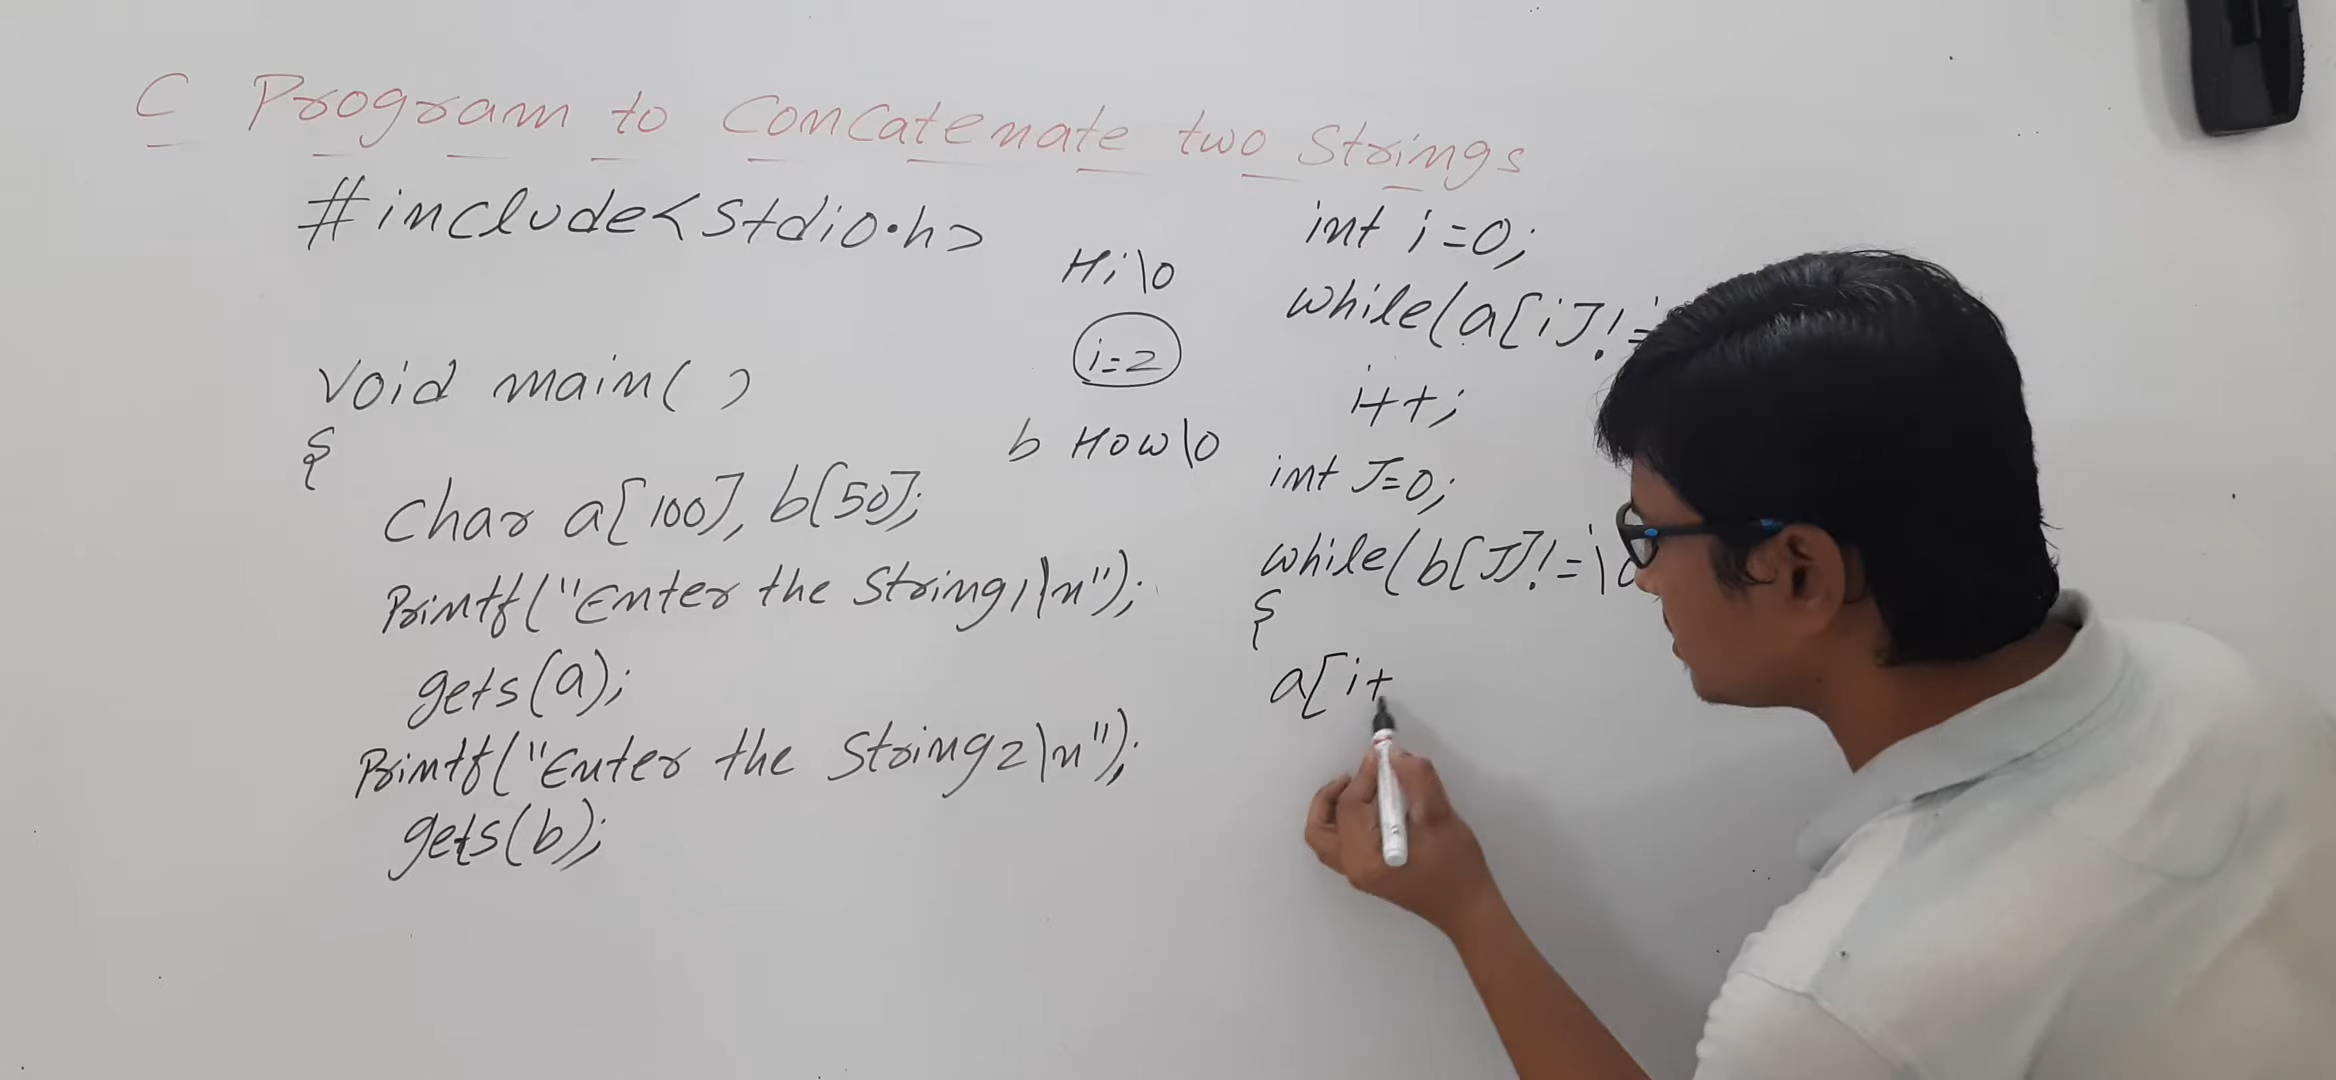 C Program to Concatenate two Strings
#include<Stdio.h>
void main( )
{
Char a[100], b[50];
Printf("Enter the String1\n");
gets(a);
Printf("Enter the String2\n");
gets(b);
Hi\0
i=2
b How\0
int i=0;
while(a[i]!=
i++;
int J=0;
while(b[J]!='\0
{
a[i+